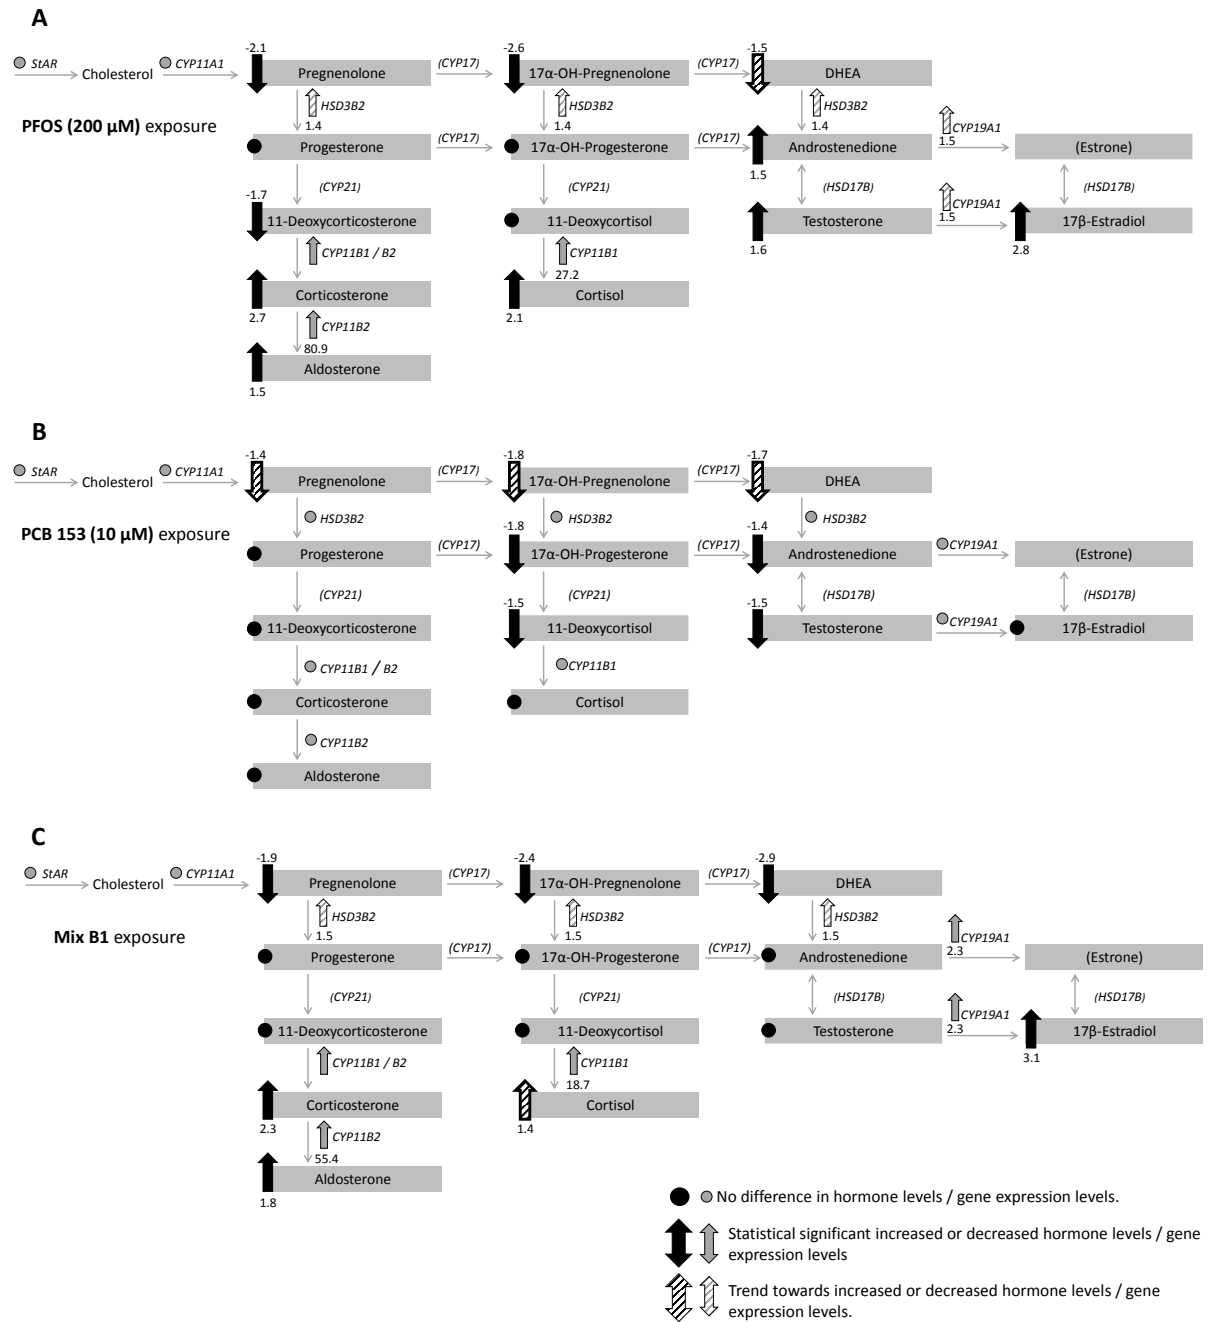 A
-2.1 -2.6 -1.5
StAR Cholesterol CYP11A1 Pregnenolone (CYP17) 17α-OH-Pregnenolone (CYP17) DHEA
HSD3B2 HSD3B2 HSD3B2
1.4 1.4 1.4
PFOS (200 μM) exposure
CYP19A1
1.5
Progesterone (CYP17) 17α-OH-Progesterone (CYP17) Androstenedione (Estrone)
1.5
(CYP21) (CYP21) (HSD17B) (HSD17B)
-1.7
CYP19A1
1.5
11-Deoxycorticosterone 11-Deoxycortisol Testosterone 17β-Estradiol
1.6 2.8
CYP11B1 / B2 CYP11B1
27.2
Corticosterone Cortisol
2.7 2.1
CYP11B2
80.9
Aldosterone
1.5
B
-1.4 -1.8 -1.7
StAR Cholesterol CYP11A1 Pregnenolone (CYP17) 17α-OH-Pregnenolone (CYP17) DHEA
HSD3B2 HSD3B2 HSD3B2
PCB 153 (10 μM) exposure
-1.8 -1.4
CYP19A1
Progesterone (CYP17) 17α-OH-Progesterone (CYP17) Androstenedione (Estrone)
(CYP21) (CYP21) (HSD17B) (HSD17B)
-1.5 -1.5
CYP19A1
11-Deoxycorticosterone 11-Deoxycortisol Testosterone 17β-Estradiol
CYP11B1 / B2 CYP11B1
Corticosterone Cortisol
CYP11B2
Aldosterone
C
-1.9 -2.4 -2.9
StAR Cholesterol CYP11A1 Pregnenolone (CYP17) 17α-OH-Pregnenolone (CYP17) DHEA
HSD3B2 HSD3B2 HSD3B2
1.5 1.5 1.5
Mix B1 exposure
CYP19A1
2.3
Progesterone (CYP17) 17α-OH-Progesterone (CYP17) Androstenedione (Estrone)
(CYP21) (CYP21) (HSD17B) (HSD17B)
CYP19A1
2.3
11-Deoxycorticosterone 11-Deoxycortisol Testosterone 17β-Estradiol
3.1
CYP11B1 / B2 CYP11B1
18.7
Corticosterone Cortisol
2.3 1.4
CYP11B2
55.4
Aldosterone
1.8
No difference in hormone levels / gene expression levels.
Statistical significant increased or decreased hormone levels / gene
expression levels
Trend towards increased or decreased hormone levels / gene
expression levels.